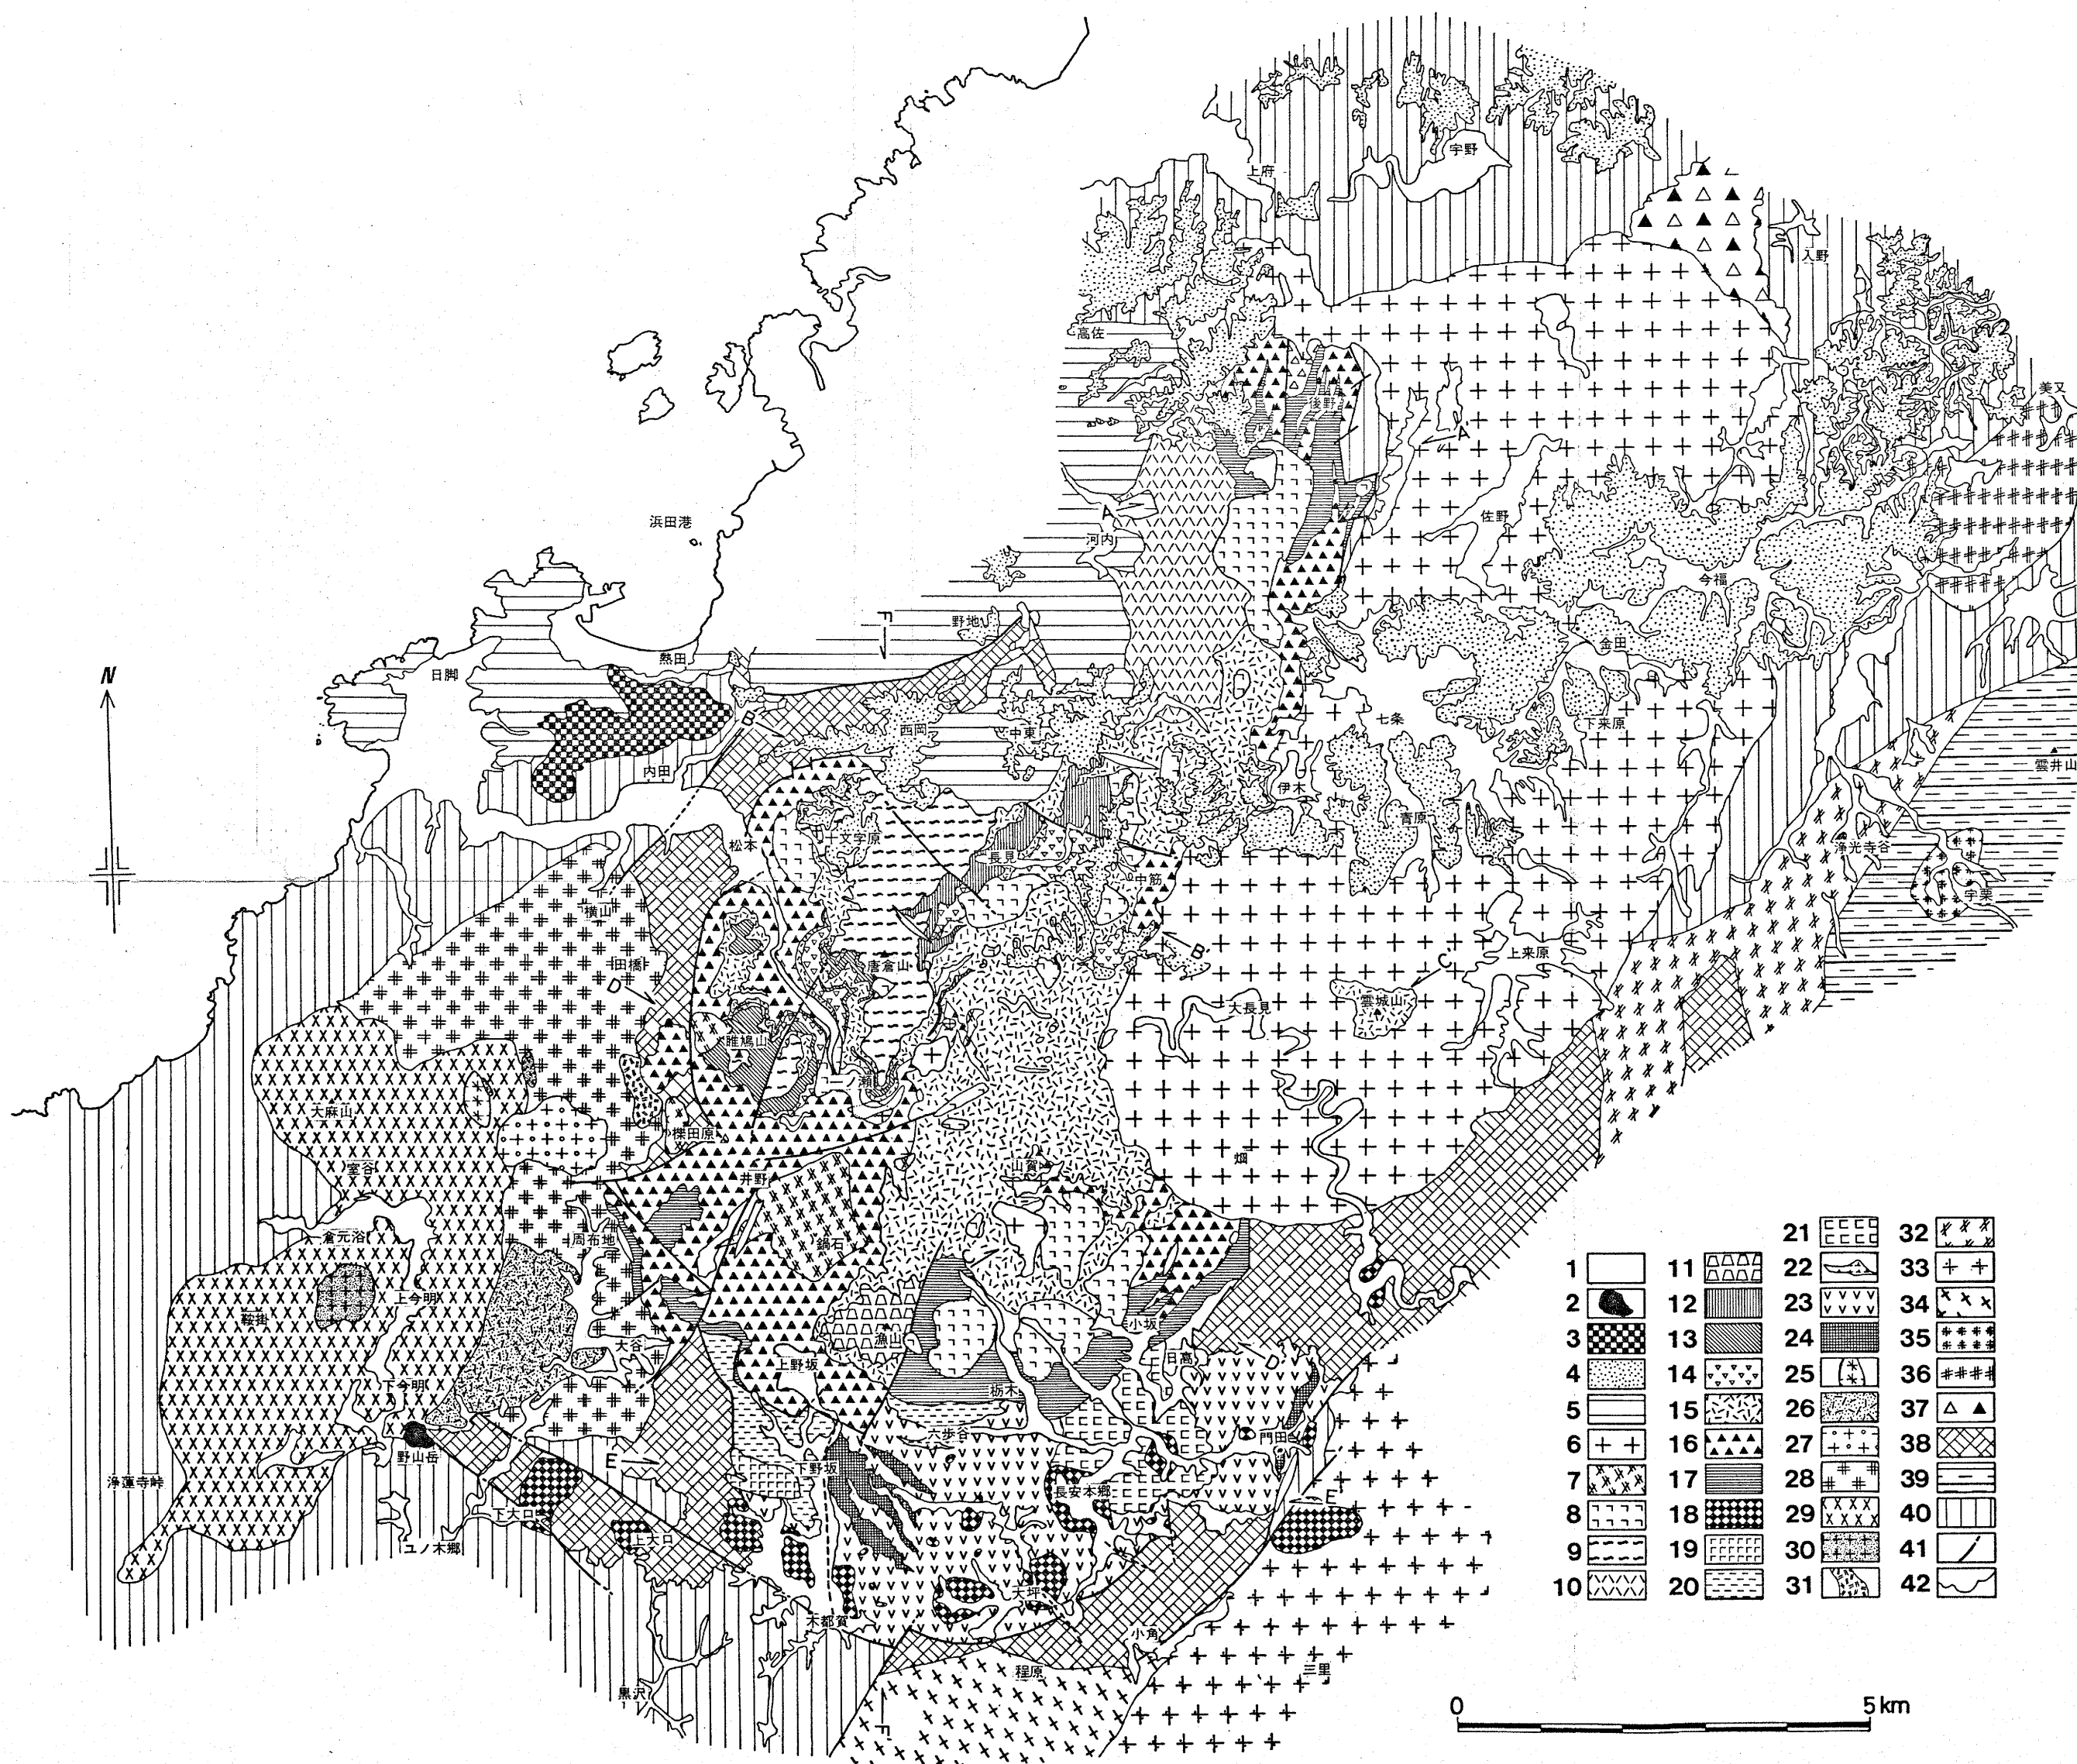 宇野
上府
入野
高佐
美又
後野
A'
佐野
A
浜田港
河内
今福
野地
F
金田
熱田
N
日脚
七条
下来原
B
西岡
中東
雲井山
内田
伊木
青原
十文字原
松本
浄光寺谷
長見
中筋
宇栗
横山
B'
上来原
田橋
唐倉山
C
D
雲城山
大長見
雎鳩山
一ノ瀬
大麻山
櫟田原
畑
山賀
室谷
井野
倉元浴
周布地
鍋石
上今明
鞍掛
小坂
漁山
大谷
日高
D'
上野坂
下今明
栃木
六歩谷
門田
野山岳
E
下野坂
浄蓮寺峠
長安本郷
E'
下大口
上大口
ユノ木郷
大坪
木都賀
小角
程原
三里
黒沢
F'
1
2
3
4
5
6
7
8
9
10
11
12
13
14
15
16
17
18
19
20
21
22
23
24
25
26
27
28
29
30
31
32
33
34
35
36
37
38
39
40
41
42
0 5km